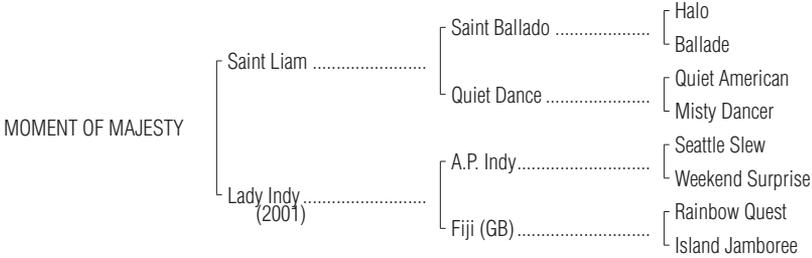 Halo
Saint Ballado ....................
Ballade
Saint Liam ........................
Quiet American
Quiet Dance ......................
Misty Dancer
MOMENT OF MAJESTY
Seattle Slew
A.P. Indy............................
Weekend Surprise
Lady Indy..........................
(2001)
Rainbow Quest
Fiji (GB) ............................
Island Jamboree